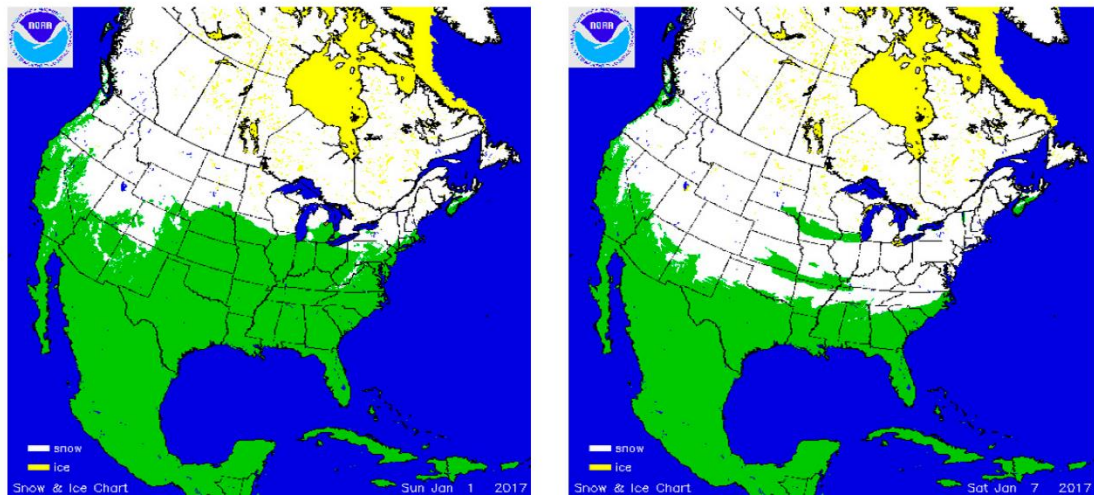 NOAA
snow
ice
Snow & Ice Chart
Sun Jan 1 2017
NOAA
snow
ice
Snow & Ice Chart
Sat Jan 7 2017